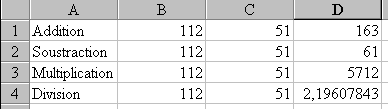 A B C D
1 Addition 112 51 163
2 Soustraction 112 51 61
3 Multiplication 112 51 5712
4 Division 112 51 2,19607843